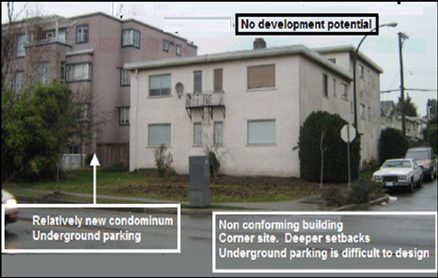 No development potential
Relatively new condominum
Underground parking
Non conforming building
Corner site. Deeper setbacks
Underground parking is difficult to design